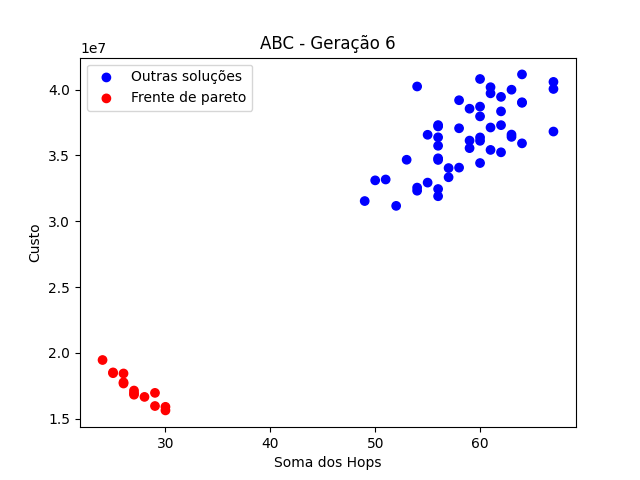 ABC - Geração 6
1e7
Outras soluções
Frente de pareto
4.0
3.5
3.0
2.5
2.0
1.5
Custo
30
40
50
60
Soma dos Hops